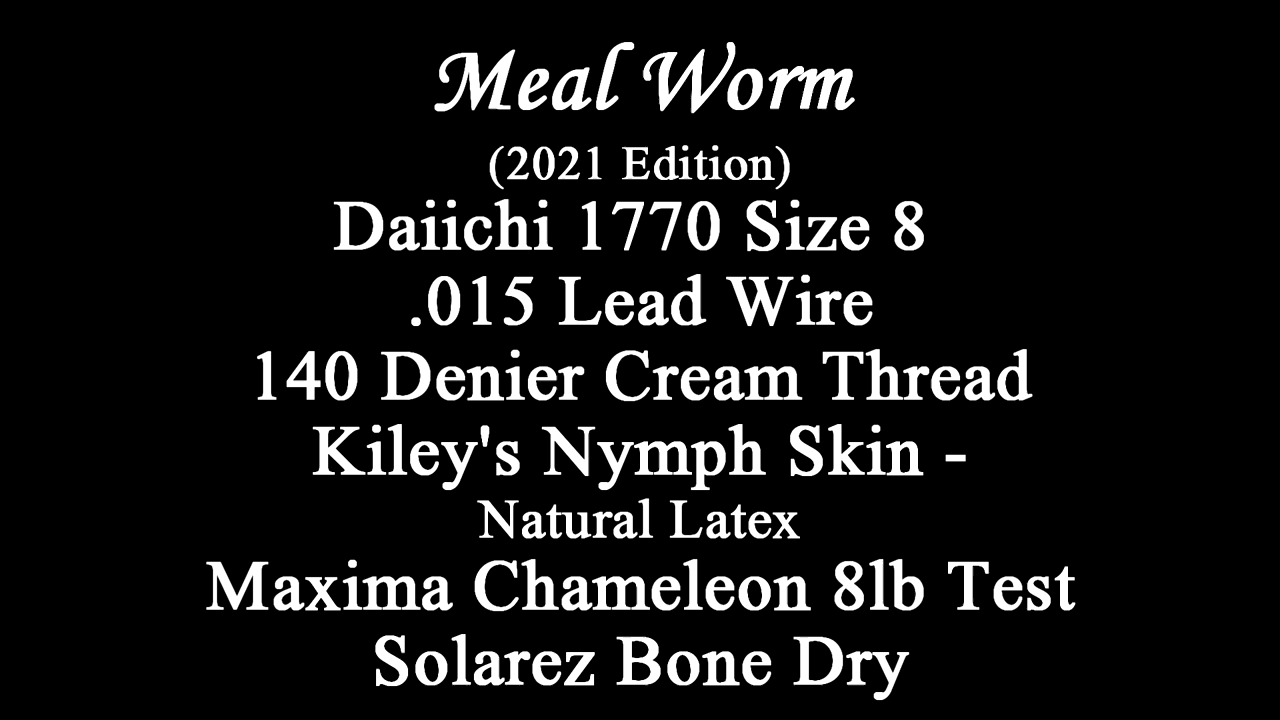 Meal Worm
(2021 Edition)
Daiichi 1770 Size 8
.015 Lead Wire
140 Denier Cream Thread
Kiley's Nymph Skin -
Natural Latex
Maxima Chameleon 8lb Test
Solarez Bone Dry